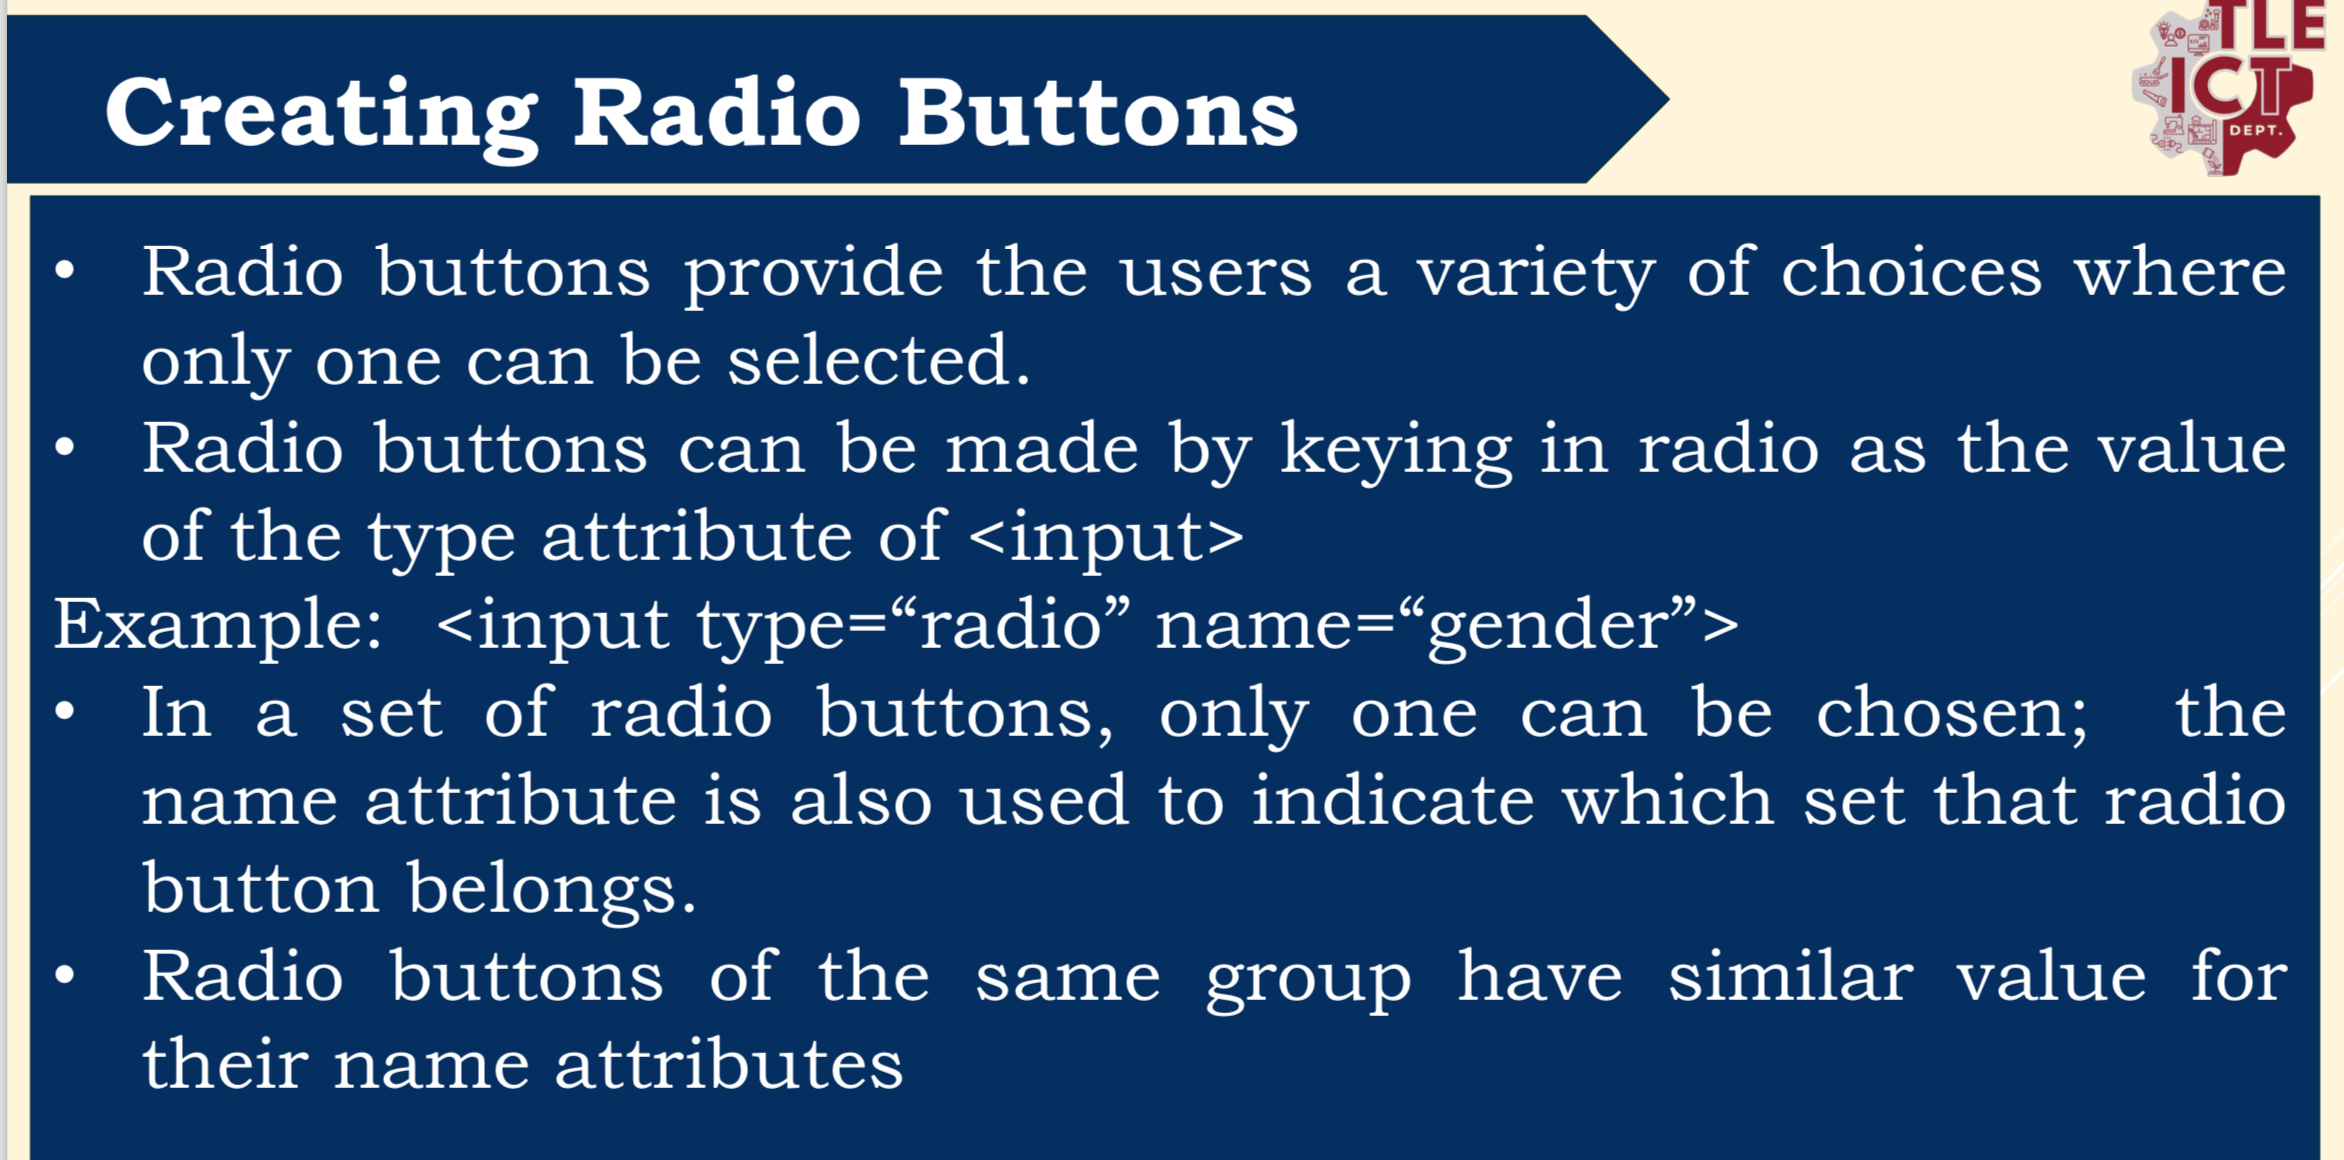 Creating Radio Buttons
TLE
ICT
DEPT.
• Radio buttons provide the users a variety of choices where
only one can be selected.
• Radio buttons can be made by keying in radio as the value
of the type attribute of <input>
Example: <input type=“radio” name=“gender”>
• In a set of radio buttons, only one can be chosen; the
name attribute is also used to indicate which set that radio
button belongs.
• Radio buttons of the same group have similar value for
their name attributes